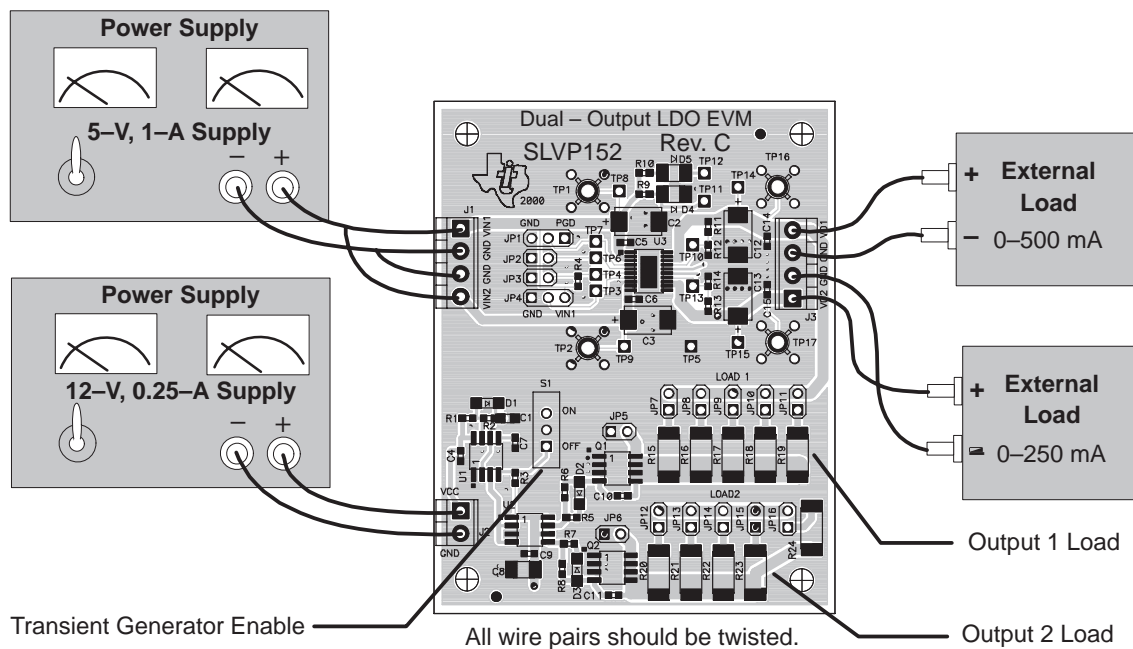 Power Supply
5–V, 1–A Supply
– +
Power Supply
12–V, 0.25–A Supply
– +
Dual – Output LDO EVM
SLVP152 Rev. C
2000
R10 D5 TP12
TP8
R9 TP11
D4
TP1
TP16
TP14
J1
VIN1
GND
GND
VIN2
GND PGD
JP1
JP2
JP3
JP4
GND VIN1
TP7
TP6
TP4
TP3
R4
C5 U3
C2
C6
C3
TP10
TP13
R11
R12
R14
R13
C14
C12
C13
VO1
GND
GND
VO2
J3
TP2
TP9
TP5
TP15
TP17
+ External
Load
– 0–500 mA
+ External
Load
0–250 mA
S1
ON
OFF
D1
R1
R2
C1
C4
C7
U1
R3
VCC
J2
GND
C9
C8
JP5
Q1
R6
D2
C10
R5
JP6
R7
Q2
R8
D3
C11
LOAD 1
JP7
JP8
JP9
JP10
JP11
R15
R16
R17
R18
R19
LOAD2
JP12
JP13
JP14
JP15
JP16
R20
R21
R22
R23
R24
Output 1 Load
Output 2 Load
Transient Generator Enable
All wire pairs should be twisted.